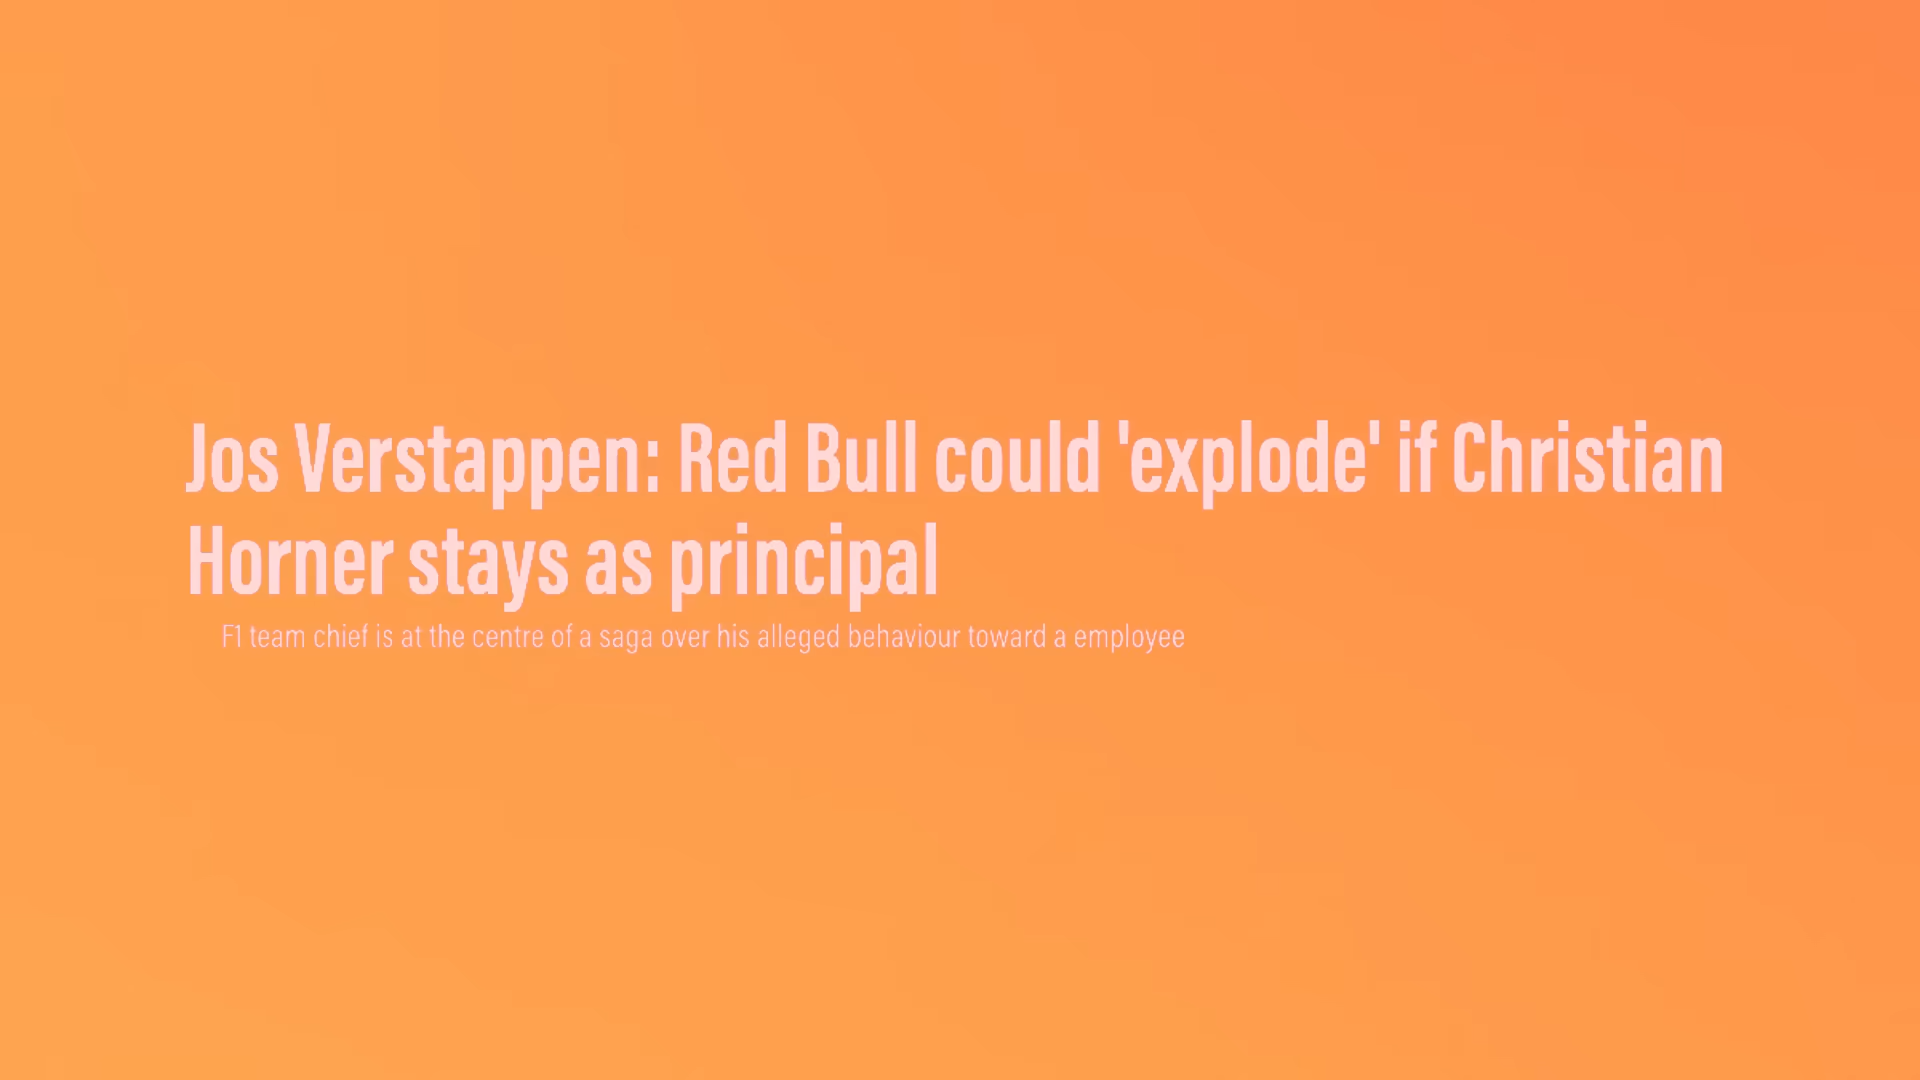 Jos Verstappen: Red Bull could 'explode' if Christian
Horner stays as principal
F1 team chief is at the centre of a saga over his alleged behaviour toward a employee